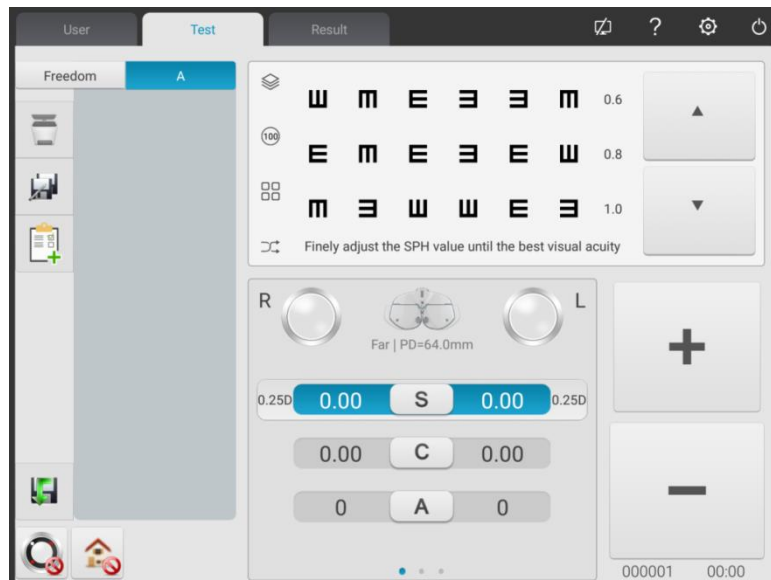 User
Test
Result
?
Freedom
A
0.6
100
0.8
1.0
Finely adjust the SPH value until the best visual acuity
R
L
Far | PD=64.0mm
0.25D 0.00 S 0.00 0.25D
0.00 C 0.00
0 A 0
+
−
000001 00:00